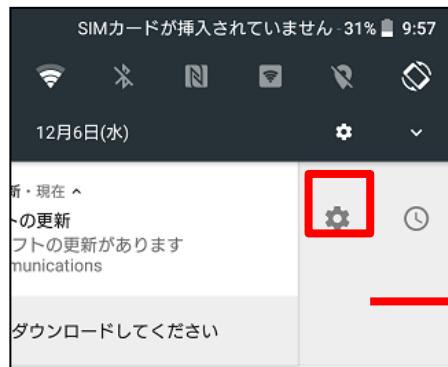 SIMカードが挿入されていません 31% 9:57
12月6日(水)
新・現在
トの更新
フトの更新があります
munications
ダウンロードしてください